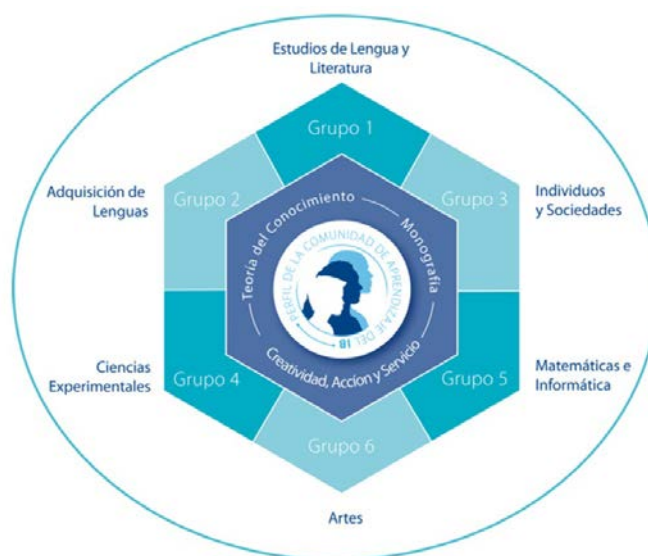 Estudios de Lengua y
Literatura
Grupo 1
Adquisición de
Lenguas
Grupo 2
Grupo 3
Individuos
y Sociedades
Teoría del Conocimiento
Monografía
PERFIL DE LA COMUNIDAD DE APRENDIZAJE DEL IB
Creatividad, Accion y Servicio
Ciencias
Experimentales
Grupo 4
Grupo 5
Matemáticas e
Informática
Grupo 6
Artes